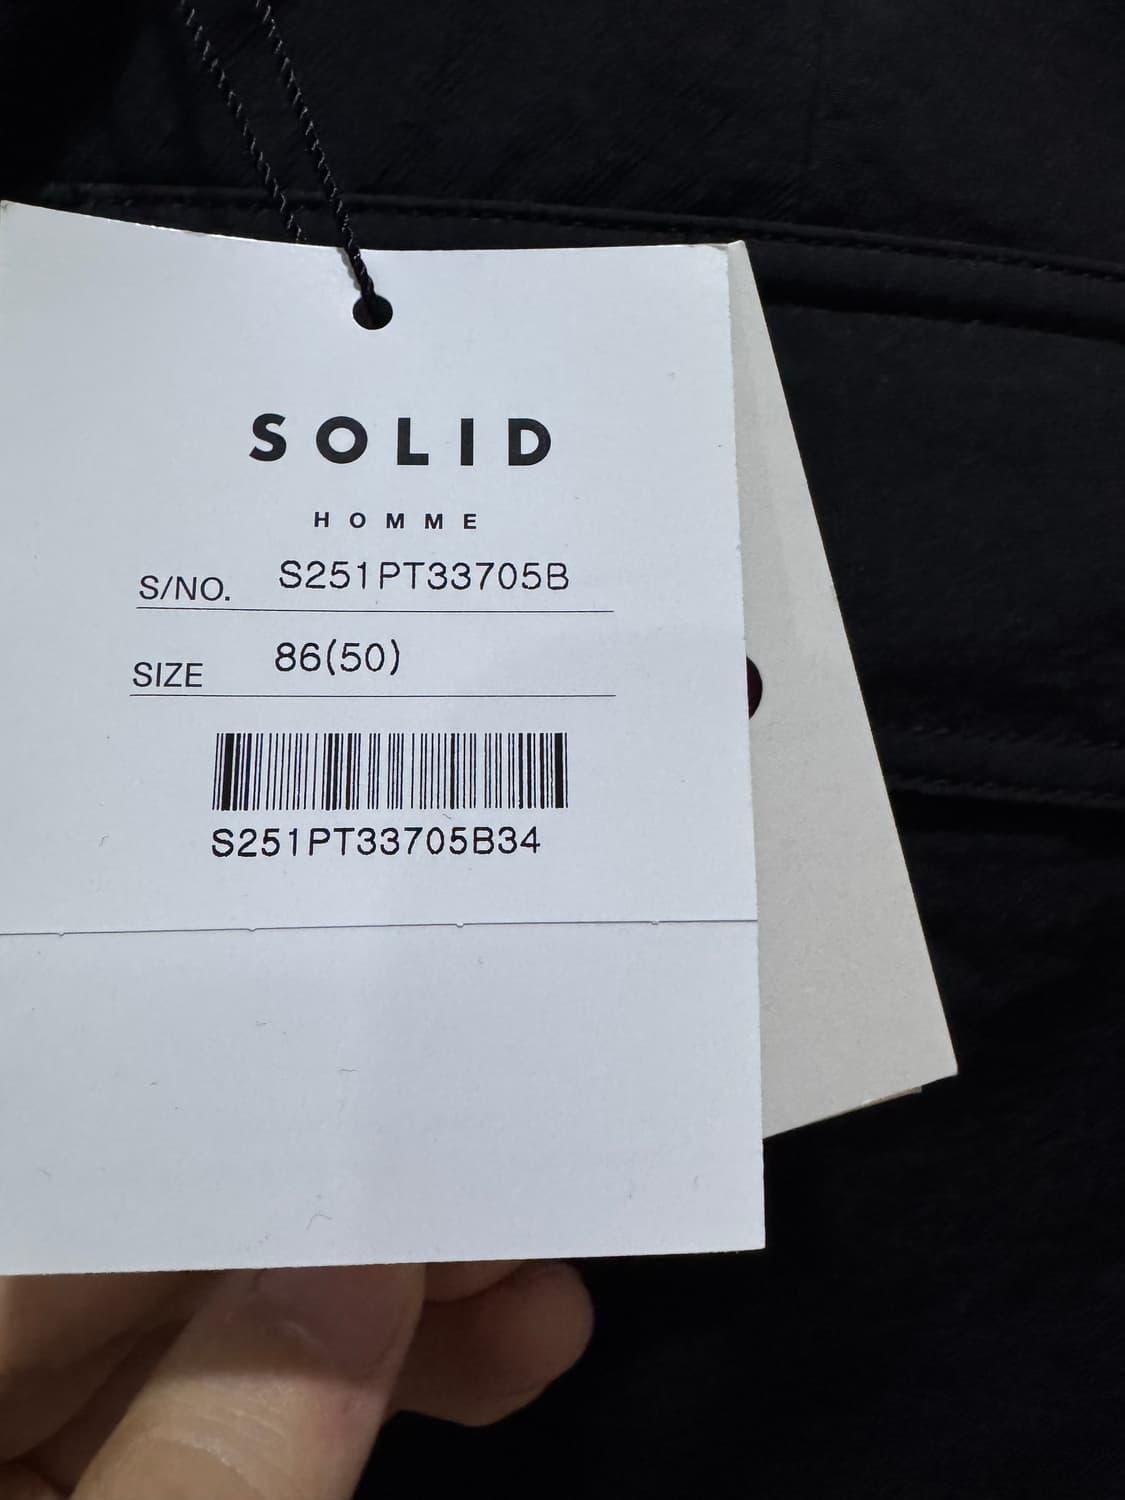 SOLID
HOMME
S/NO. S251PT33705B
SIZE 86(50)
S251PT33705B34